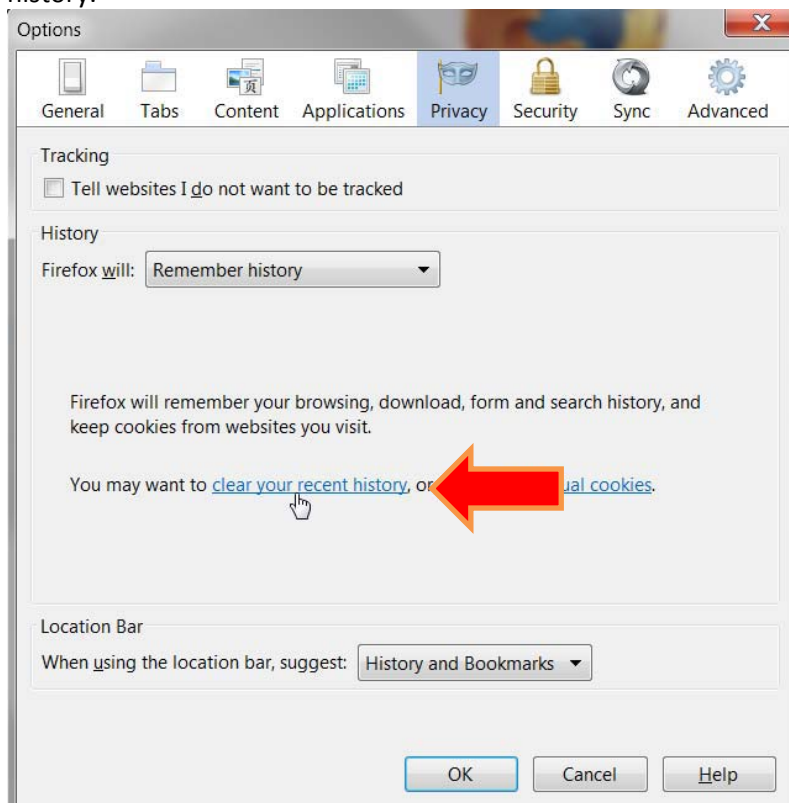 history.
Options
General Tabs Content Applications Privacy Security Sync Advanced
Tracking
Tell websites I do not want to be tracked
History
Firefox will: Remember history
Firefox will remember your browsing, download, form and search history, and
keep cookies from websites you visit.
You may want to clear your recent history, or ual cookies.
Location Bar
When using the location bar, suggest: History and Bookmarks
OK Cancel Help